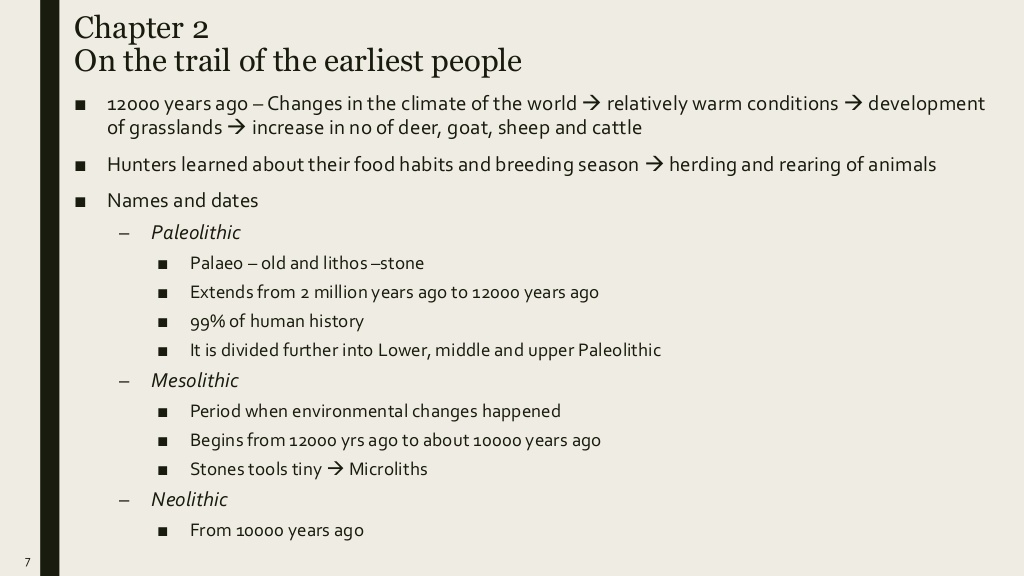 Chapter 2
On the trail of the earliest people
■ 12000 years ago – Changes in the climate of the world → relatively warm conditions → development
of grasslands → increase in no of deer, goat, sheep and cattle
■ Hunters learned about their food habits and breeding season → herding and rearing of animals
■ Names and dates
– Paleolithic
■ Palaeo – old and lithos –stone
■ Extends from 2 million years ago to 12000 years ago
■ 99% of human history
■ It is divided further into Lower, middle and upper Paleolithic
– Mesolithic
■ Period when environmental changes happened
■ Begins from 12000 yrs ago to about 10000 years ago
■ Stones tools tiny → Microliths
– Neolithic
■ From 10000 years ago
7